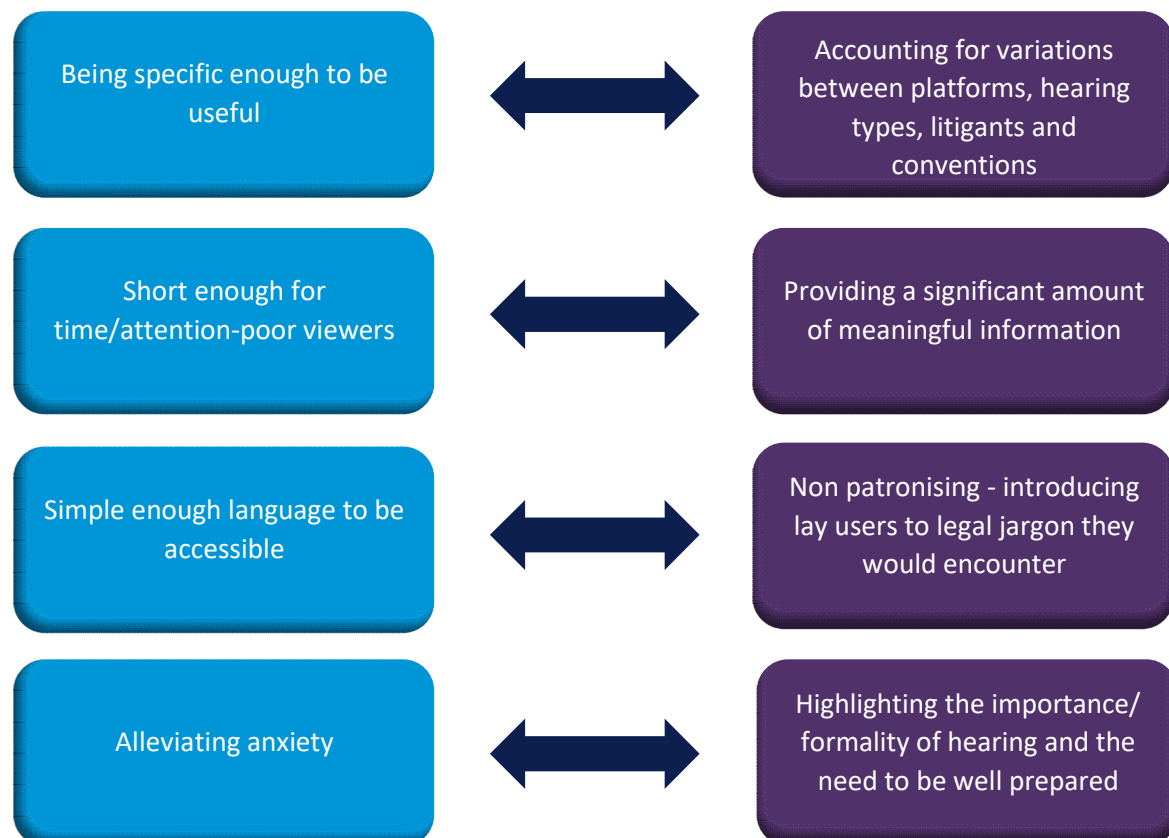 Being specific enough to be
useful
Accounting for variations
between platforms, hearing
types, litigants and
conventions
Short enough for
time/attention-poor viewers
Providing a significant amount
of meaningful information
Simple enough language to be
accessible
Non patronising - introducing
lay users to legal jargon they
would encounter
Alleviating anxiety
Highlighting the importance/
formality of hearing and the
need to be well prepared